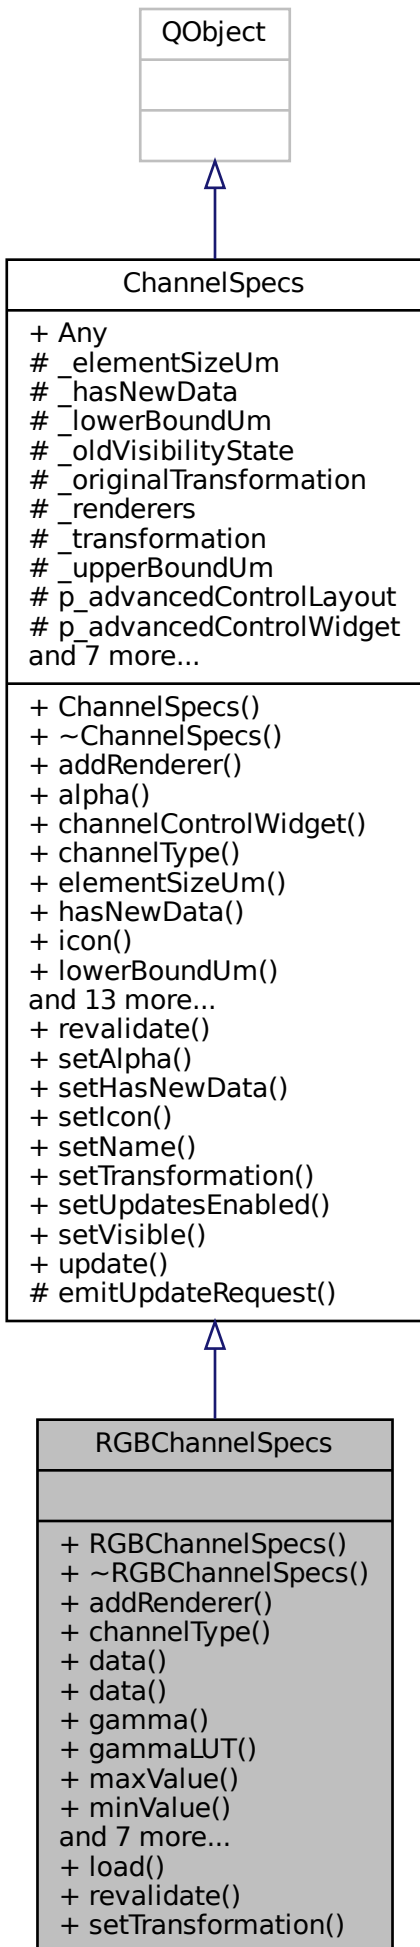 QObject
ChannelSpecs
+ Any
# _elementSizeUm
# _hasNewData
# _lowerBoundUm
# _oldVisibilityState
# _originalTransformation
# _renderers
# _transformation
# _upperBoundUm
# p_advancedControlLayout
# p_advancedControlWidget
and 7 more...
+ ChannelSpecs()
+ ~ChannelSpecs()
+ addRenderer()
+ alpha()
+ channelControlWidget()
+ channelType()
+ elementSizeUm()
+ hasNewData()
+ icon()
+ lowerBoundUm()
and 13 more...
+ revalidate()
+ setAlpha()
+ setHasNewData()
+ setIcon()
+ setName()
+ setTransformation()
+ setUpdatesEnabled()
+ setVisible()
+ update()
# emitUpdateRequest()
RGBChannelSpecs
+ RGBChannelSpecs()
+ ~RGBChannelSpecs()
+ addRenderer()
+ channelType()
+ data()
+ data()
+ gamma()
+ gammaLUT()
+ maxValue()
+ minValue()
and 7 more...
+ load()
+ revalidate()
+ setTransformation()